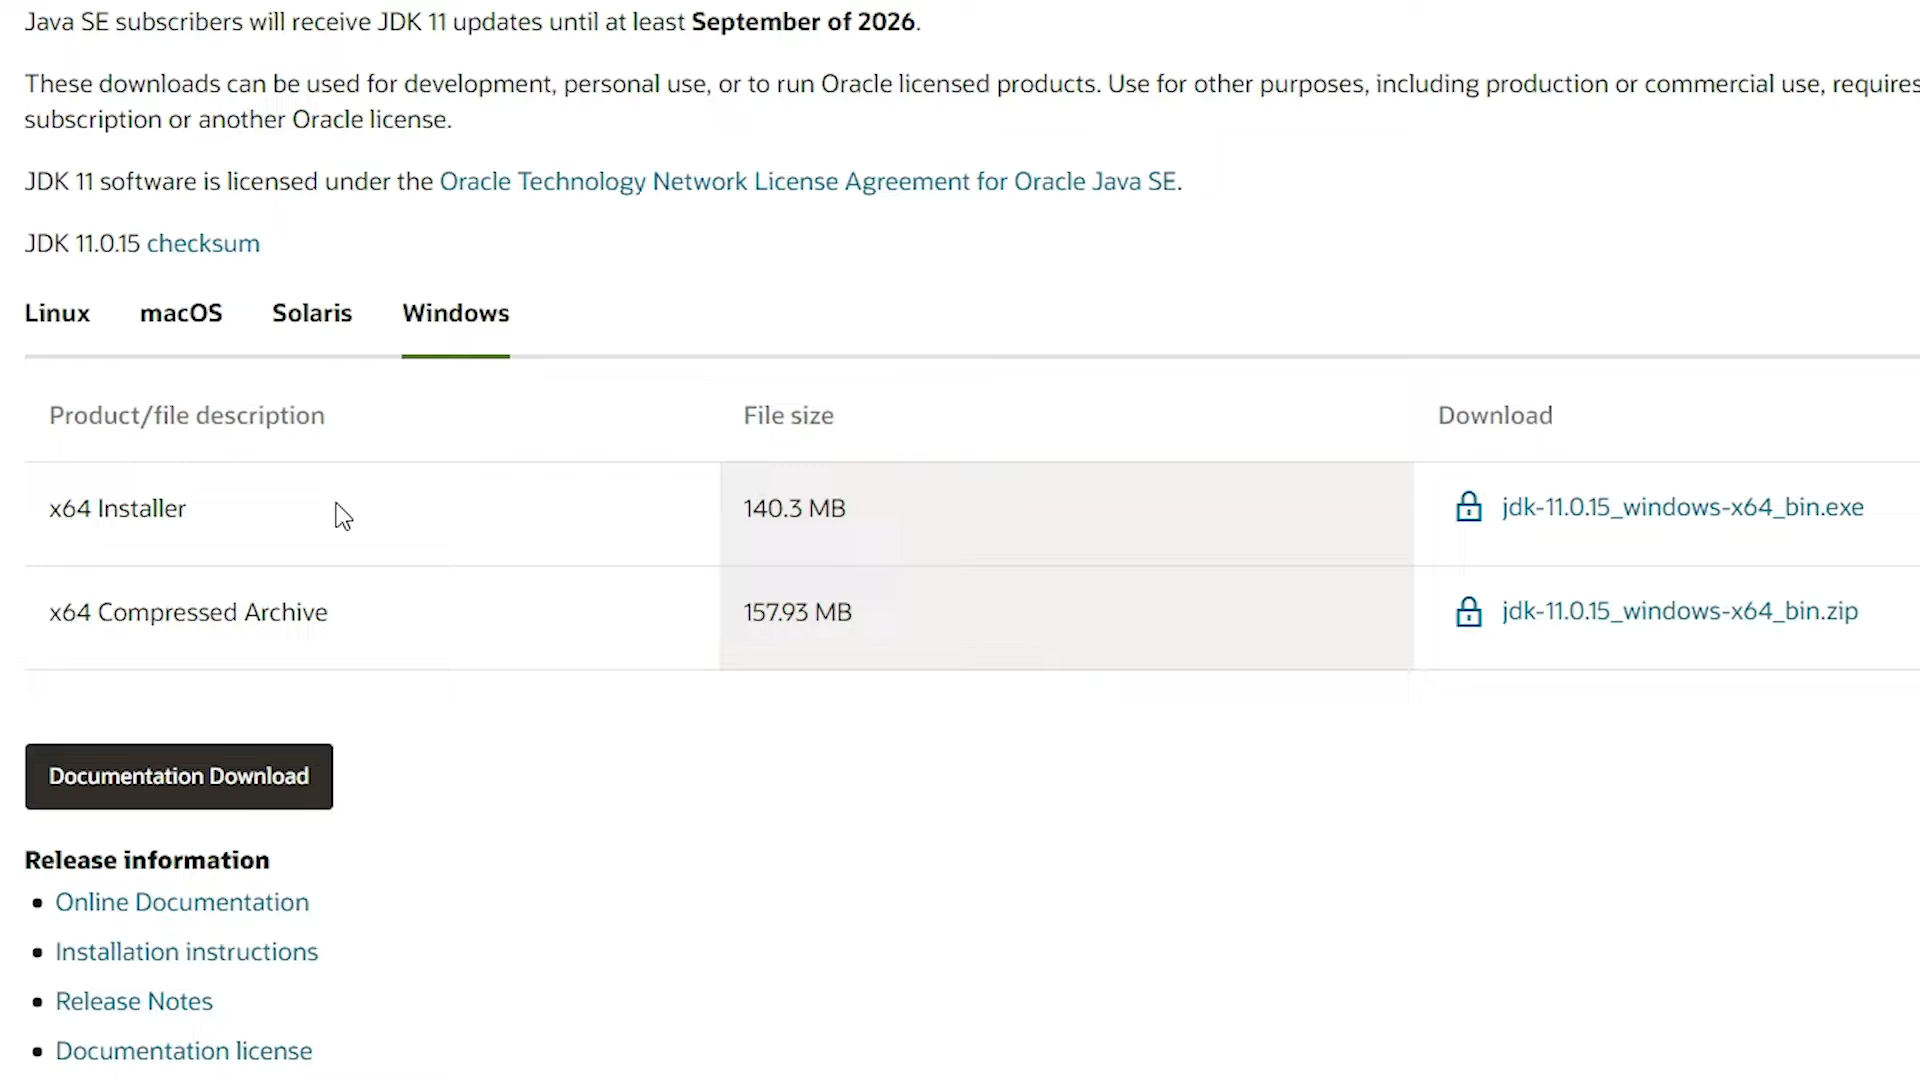 Java SE subscribers will receive JDK 11 updates until at least September of 2026.
These downloads can be used for development, personal use, or to run Oracle licensed products. Use for other purposes, including production or commercial use, requires
subscription or another Oracle license.
JDK 11 software is licensed under the Oracle Technology Network License Agreement for Oracle Java SE.
JDK 11.0.15 checksum
Linux macOS Solaris Windows
Product/file description File size Download
x64 Installer 140.3 MB jdk-11.0.15_windows-x64_bin.exe
x64 Compressed Archive 157.93 MB jdk-11.0.15_windows-x64_bin.zip
Documentation Download
Release information
• Online Documentation
• Installation instructions
• Release Notes
• Documentation license